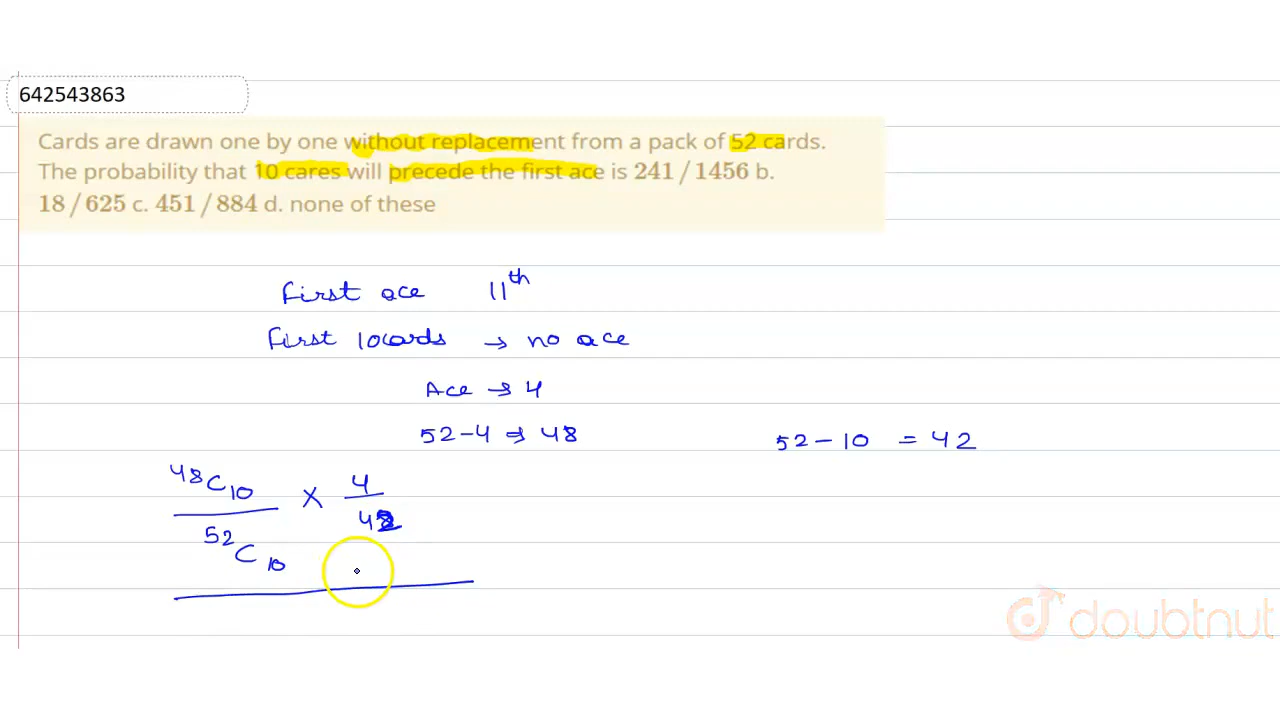 642543863
Cards are drawn one by one without replacement from a pack of 52 cards.
The probability that 10 cares will precede the first ace is 241/1456 b.
18/625 c. 451/884 d. none of these
First ace 11th
First 10cards → no ace
Ace → 4
52-4 ⇒ 48
52-10 = 42
48C10 / 52C10 × 4 / 42
doubtnut